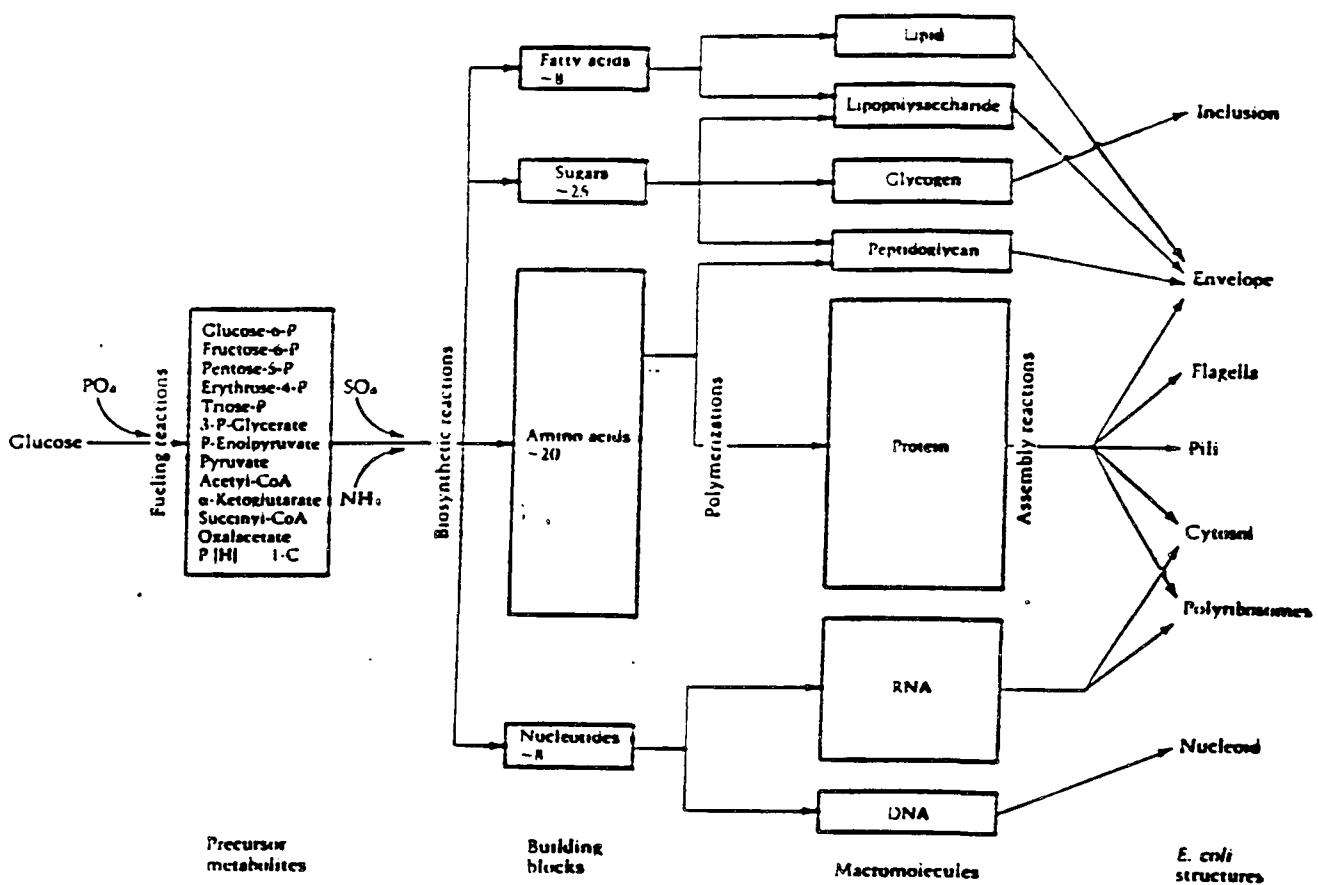 Glucose
PO₄
Fueling reactions
Glucose-6-P
Fructose-6-P
Pentose-5-P
Erythrose-4-P
Triose-P
3-P-Glycerate
P-Enolpyruvate
Pyruvate
Acetyl-CoA
α-Ketoglutarate
Succinyl-CoA
Oxalacetate
P [H] 1-C
Precursor
metabolites
SO₄
NH₃
Biosynthetic reactions
Fatty acids
~8
Sugars
~25
Amino acids
~20
Nucleotides
~8
Building
blocks
Polymerizations
Lipid
Lipopolysaccharide
Glycogen
Peptidoglycan
Protein
RNA
DNA
Macromolecules
Assembly reactions
Inclusion
Envelope
Flagella
Pili
Cytosol
Polyribosomes
Nucleoid
E. coli
structures